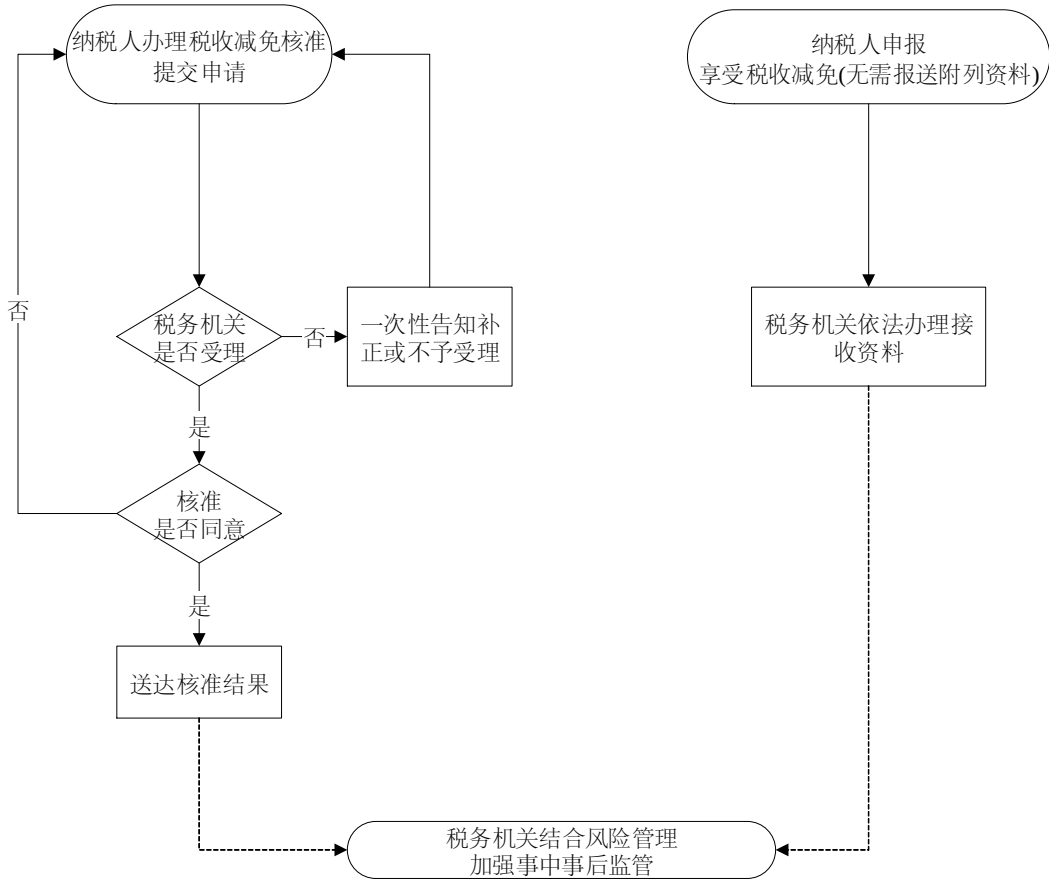 纳税人办理税收减免核准
提交申请
纳税人申报
享受税收减免(无需报送附列资料)
否
税务机关
是否受理
否
一次性告知补
正或不予受理
税务机关依法办理接
收资料
是
核准
是否同意
是
送达核准结果
税务机关结合风险管理
加强事中事后监管